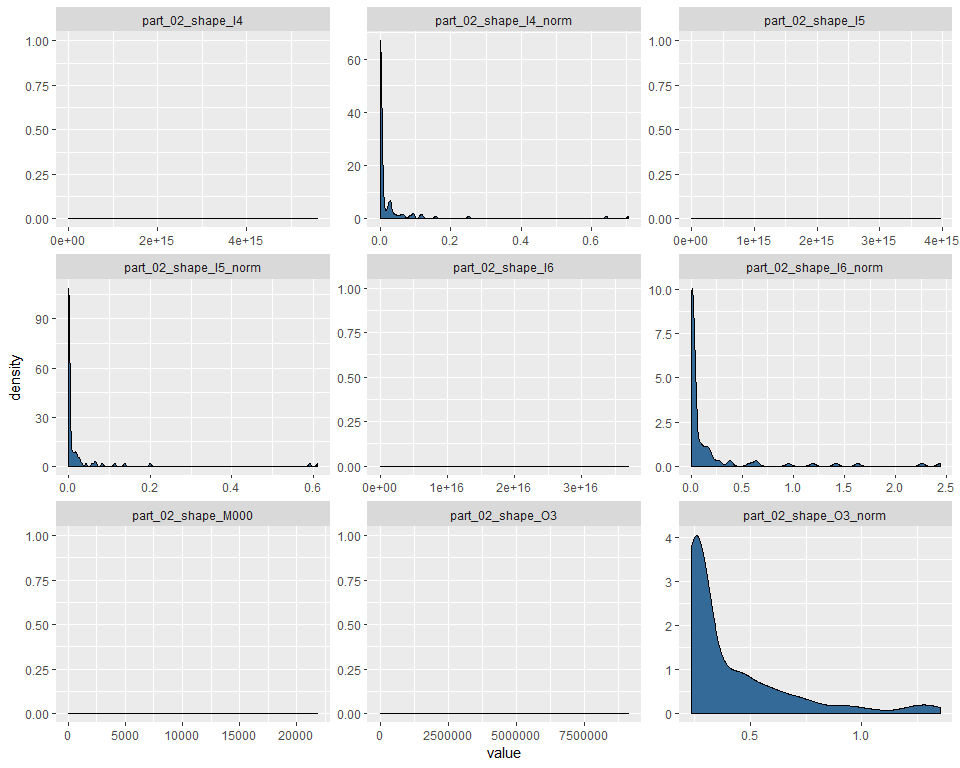 part_02_shape_I4
part_02_shape_I4_norm
part_02_shape_I5
1.00
0.75
0.50
0.25
0.00
0e+00 2e+15 4e+15
60
40
20
0
0.0 0.2 0.4 0.6
1.00
0.75
0.50
0.25
0.00
0e+00 1e+15 2e+15 3e+15 4e+15
part_02_shape_I5_norm
part_02_shape_I6
part_02_shape_I6_norm
density
90
60
30
0
0.0 0.2 0.4 0.6
1.00
0.75
0.50
0.25
0.00
0e+00 1e+16 2e+16 3e+16
10.0
7.5
5.0
2.5
0.0
0.0 0.5 1.0 1.5 2.0 2.5
part_02_shape_M000
part_02_shape_O3
part_02_shape_O3_norm
1.00
0.75
0.50
0.25
0.00
0 5000 10000 15000 20000
1.00
0.75
0.50
0.25
0.00
0 2500000 5000000 7500000
4
3
2
1
0
0.5 1.0
value